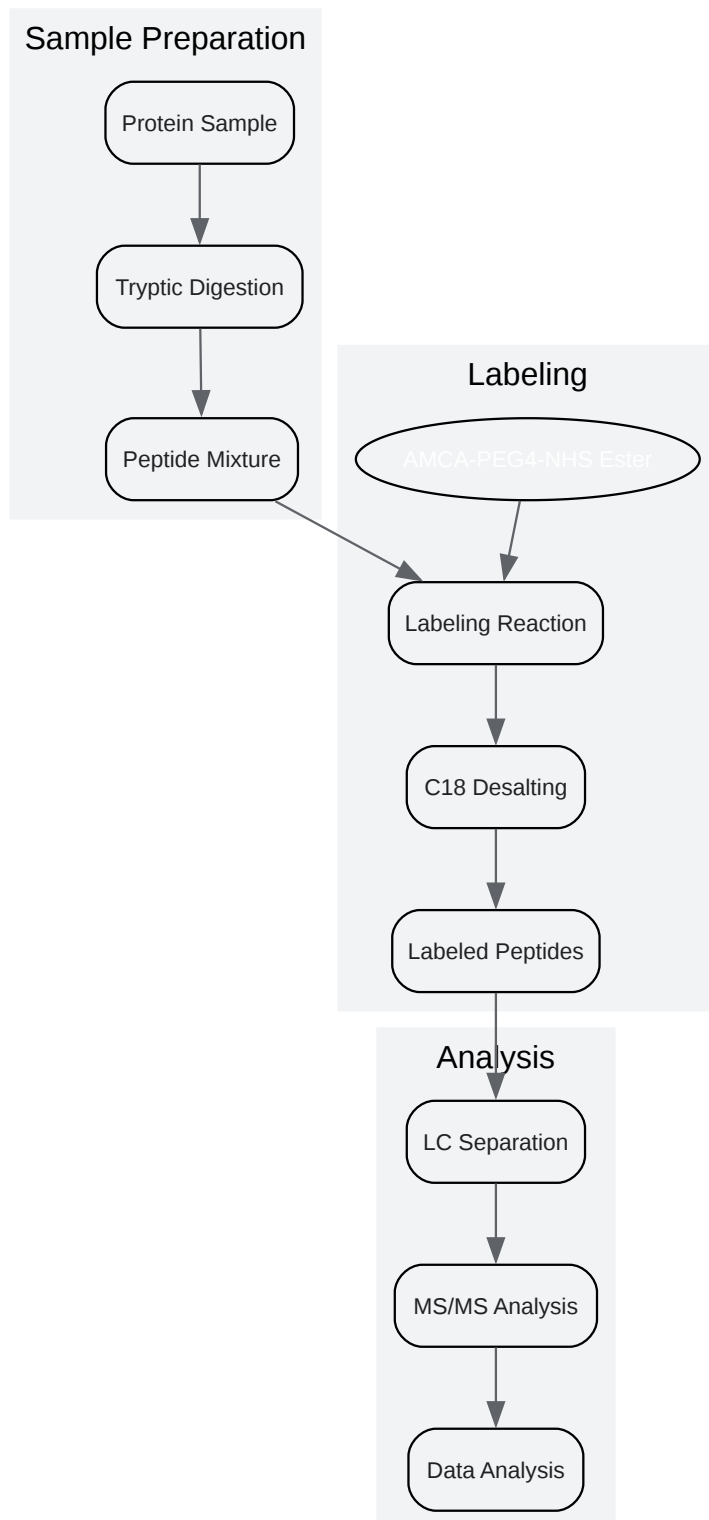 Sample Preparation
Protein Sample
Tryptic Digestion
Peptide Mixture
Labeling
AMCA-PEG4-NHS Ester
Labeling Reaction
C18 Desalting
Labeled Peptides
Analysis
LC Separation
MS/MS Analysis
Data Analysis